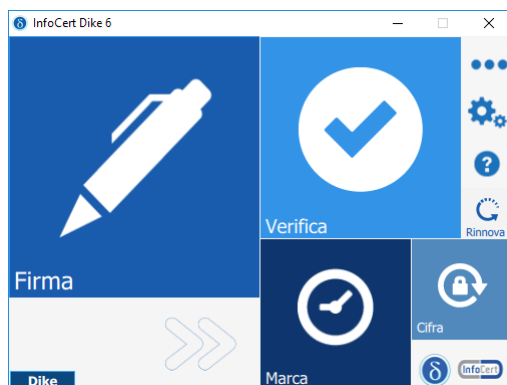 InfoCert Dike 6
Firma
Verifica
Rinnova
Marca
Cifra
Dike
InfoCert